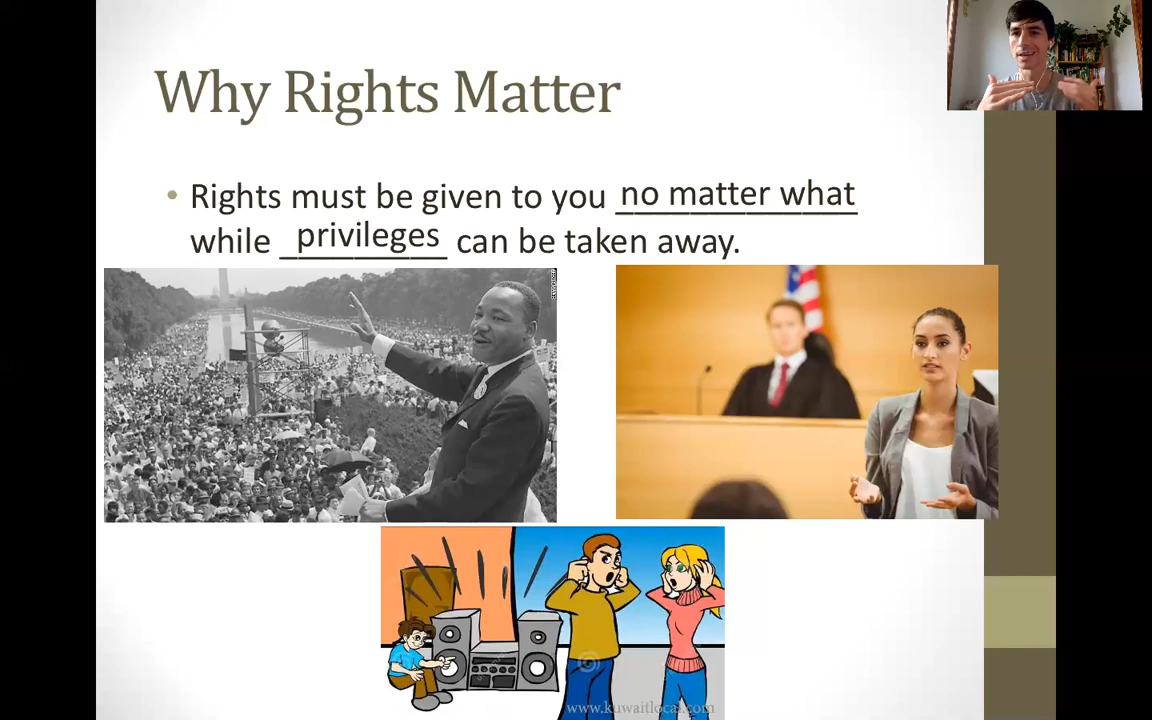 Why Rights Matter
• Rights must be given to you no matter what
while privileges can be taken away.
www.kuwaitlocal.com